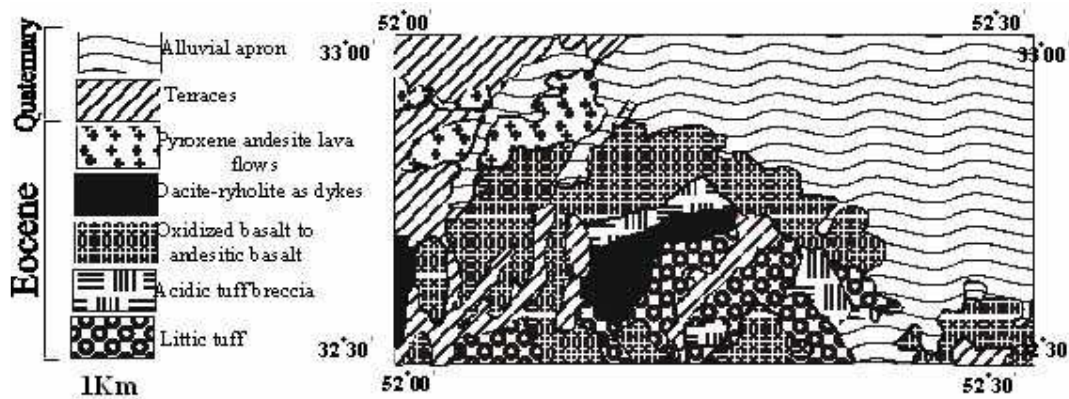 Quaternary
Eocene
Alluvial apron
Terraces
Pyroxene andesite lava
flows
Dacite-ryholite as dykes
Oxidized basalt to
andesitic basalt
Acidic tuff breccia
Littic tuff
1Km
52°00'
52°30'
33°00'
33°00'
32°30'
32°30'
52°00'
52°30'